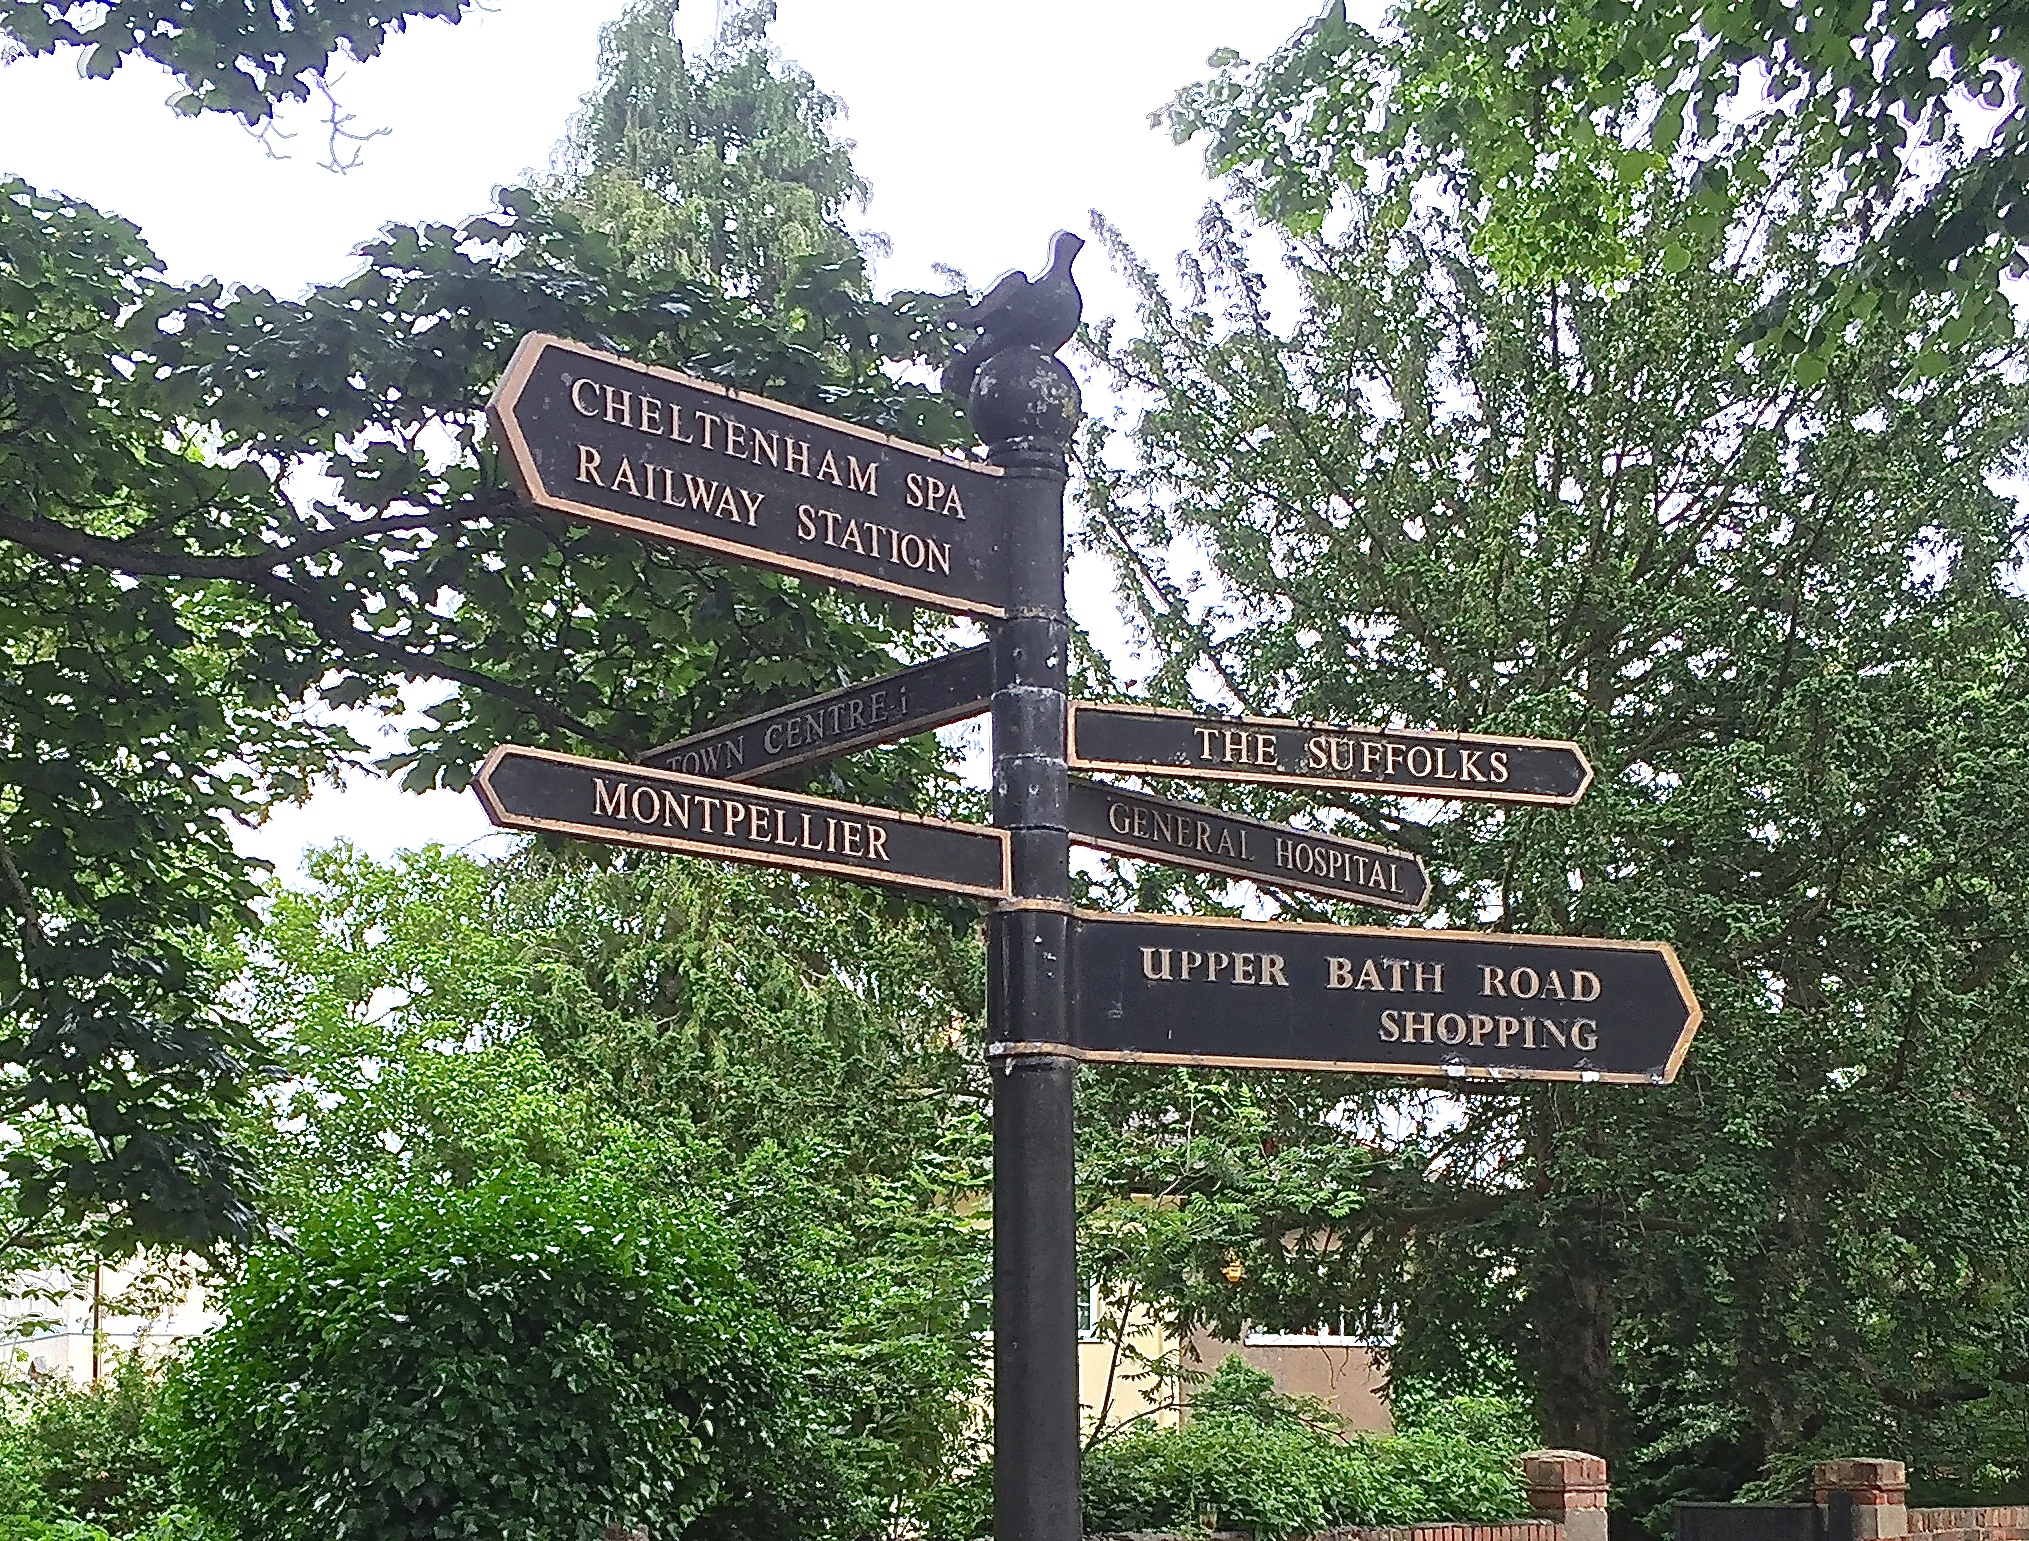 CHELTENHAM SPA
RAILWAY STATION
TOWN CENTRE i
MONTPELLIER
THE SUFFOLKS
GENERAL HOSPITAL
UPPER BATH ROAD
SHOPPING